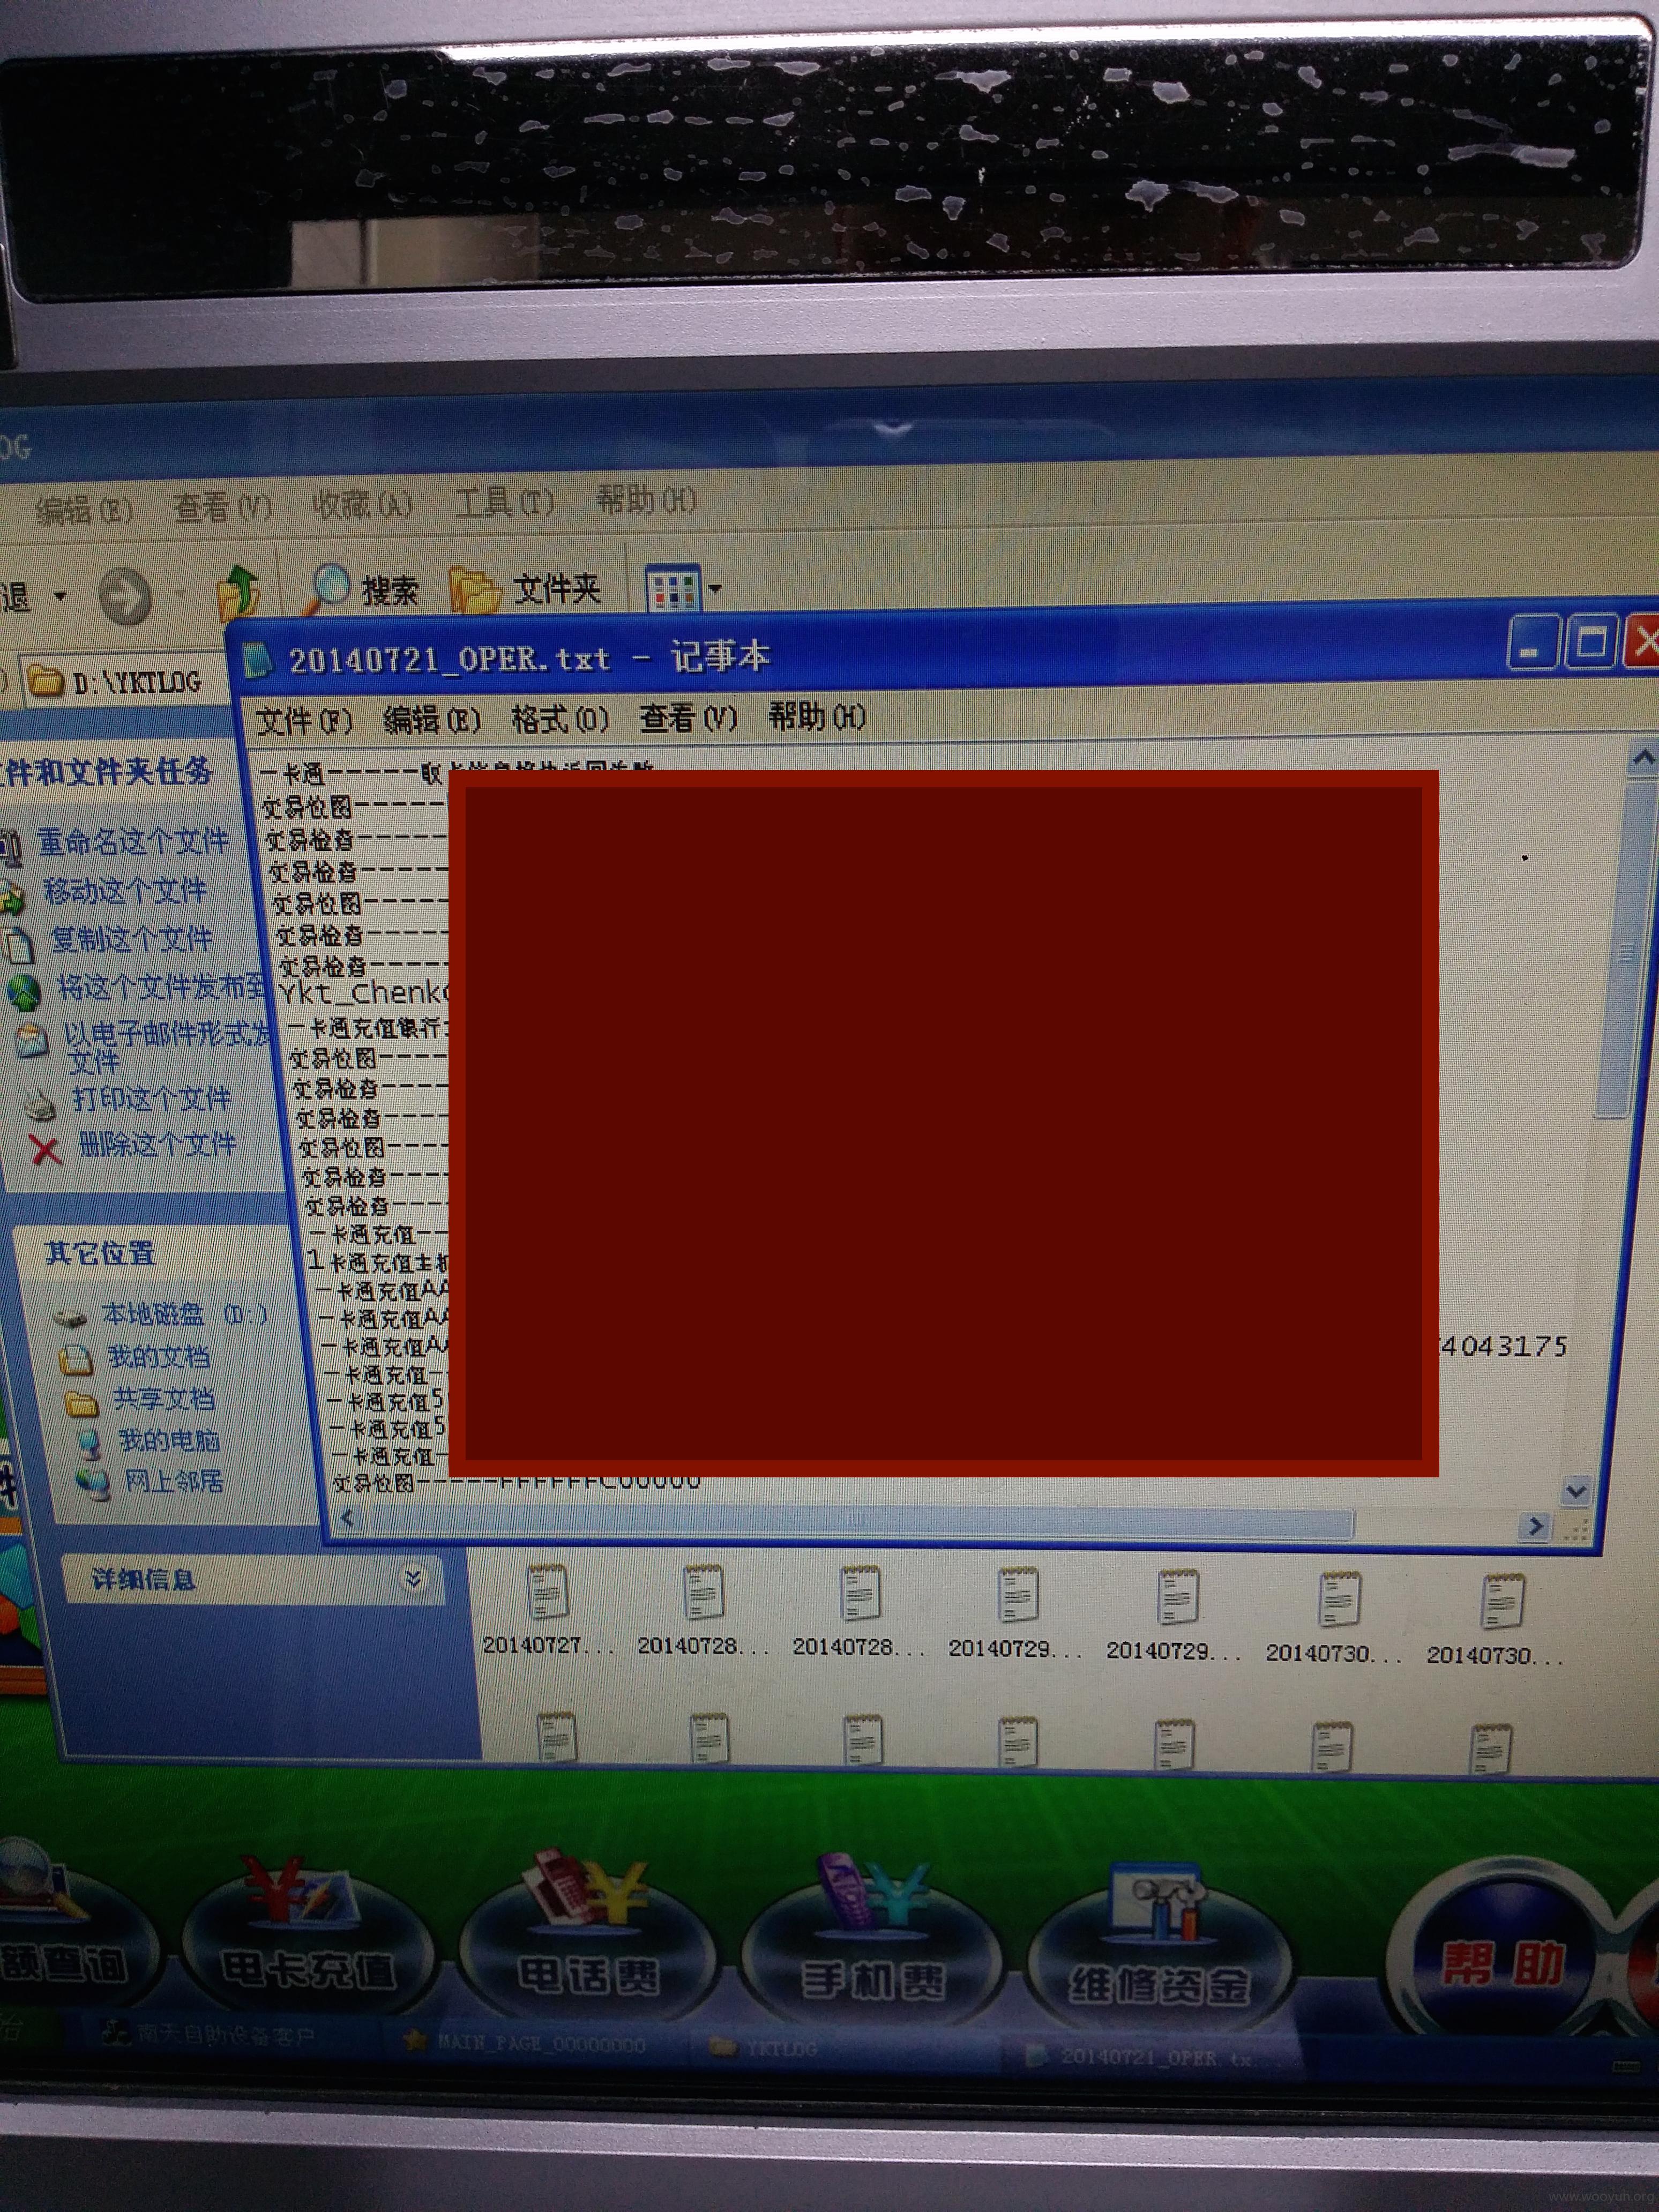 OG
编辑(E) 查看(V) 收藏(A) 工具(T) 帮助(H)
退 搜索 文件夹
D:\YKTLOG
20140721_OPER.txt - 记事本
文件(F) 编辑(E) 格式(O) 查看(V) 帮助(H)
件和文件夹任务
重命名这个文件
移动这个文件
复制这个文件
将这个文件发布到
以电子邮件形式发
文件
打印这个文件
删除这个文件
其它位置
本地磁盘 (D:)
我的文档
共享文档
我的电脑
网上邻居
详细信息
一卡通-----取
交易位图-----
交易检查-----
交易检查-----
交易位图-----
交易检查-----
交易检查-----
Ykt_Chenk
一卡通充值银行
交易位图----
交易检查----
交易检查----
交易位图----
交易检查----
交易检查----
一卡通充值--
1卡通充值主机
一卡通充值AA
一卡通充值AA
一卡通充值AA 4043175
一卡通充值-
一卡通充值5
一卡通充值5
一卡通充值-
交易位图-----FFFFFFC00000
20140727... 20140728... 20140728... 20140729... 20140729... 20140730... 20140730...
额查询 电卡充值 电话费 手机费 维修资金 帮助
南天自助设备客户 MAIN_PAGE_00000000 YKTLOG 20140721_OPER.tx...
www.wooyun.org